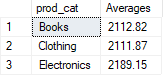 prod_cat Averages
1 Books 2112.82
2 Clothing 2111.87
3 Electronics 2189.15